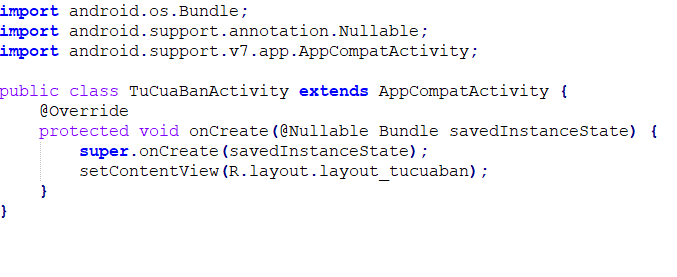 import android.os.Bundle;
import android.support.annotation.Nullable;
import android.support.v7.app.AppCompatActivity;
public class TuCuaBanActivity extends AppCompatActivity {
@Override
protected void onCreate(@Nullable Bundle savedInstanceState) {
super.onCreate(savedInstanceState);
setContentView(R.layout.layout_tucuaban);
}
}